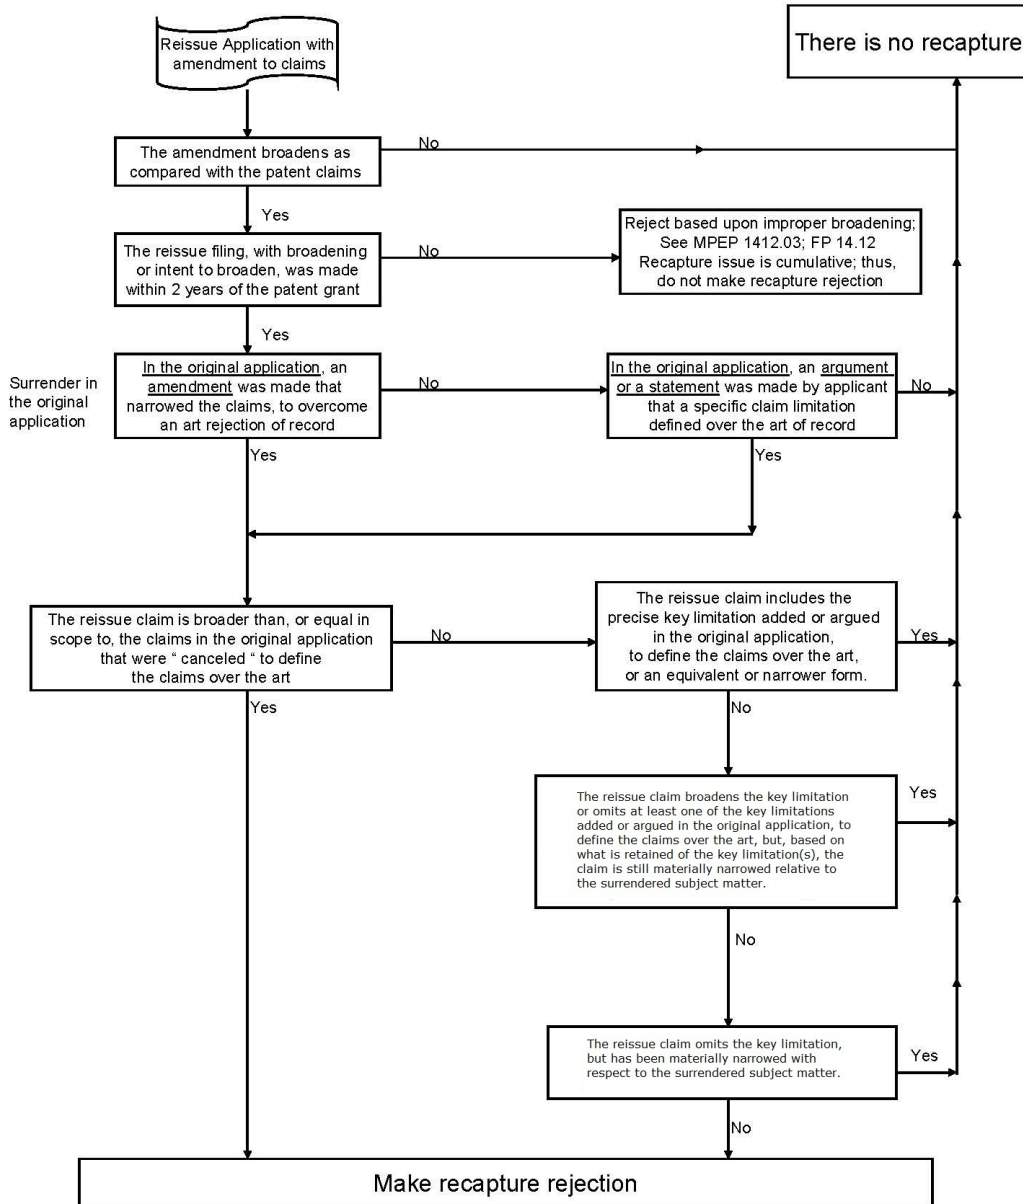 Reissue Application with
amendment to claims
There is no recapture
The amendment broadens as
compared with the patent claims
No
Yes
The reissue filing, with broadening
or intent to broaden, was made
within 2 years of the patent grant
No
Reject based upon improper broadening;
See MPEP 1412.03; FP 14.12
Recapture issue is cumulative; thus,
do not make recapture rejection
Yes
Surrender in
the original
application
In the original application, an
amendment was made that
narrowed the claims, to overcome
an art rejection of record
No
In the original application, an argument
or a statement was made by applicant
that a specific claim limitation
defined over the art of record
No
Yes
Yes
The reissue claim is broader than, or equal in
scope to, the claims in the original application
that were “ canceled “ to define
the claims over the art
No
The reissue claim includes the
precise key limitation added or argued
in the original application,
to define the claims over the art,
or an equivalent or narrower form.
Yes
Yes
No
The reissue claim broadens the key limitation
or omits at least one of the key limitations
added or argued in the original application, to
define the claims over the art, but, based on
what is retained of the key limitation(s), the
claim is still materially narrowed relative to
the surrendered subject matter.
Yes
No
The reissue claim omits the key limitation,
but has been materially narrowed with
respect to the surrendered subject matter.
Yes
No
Make recapture rejection